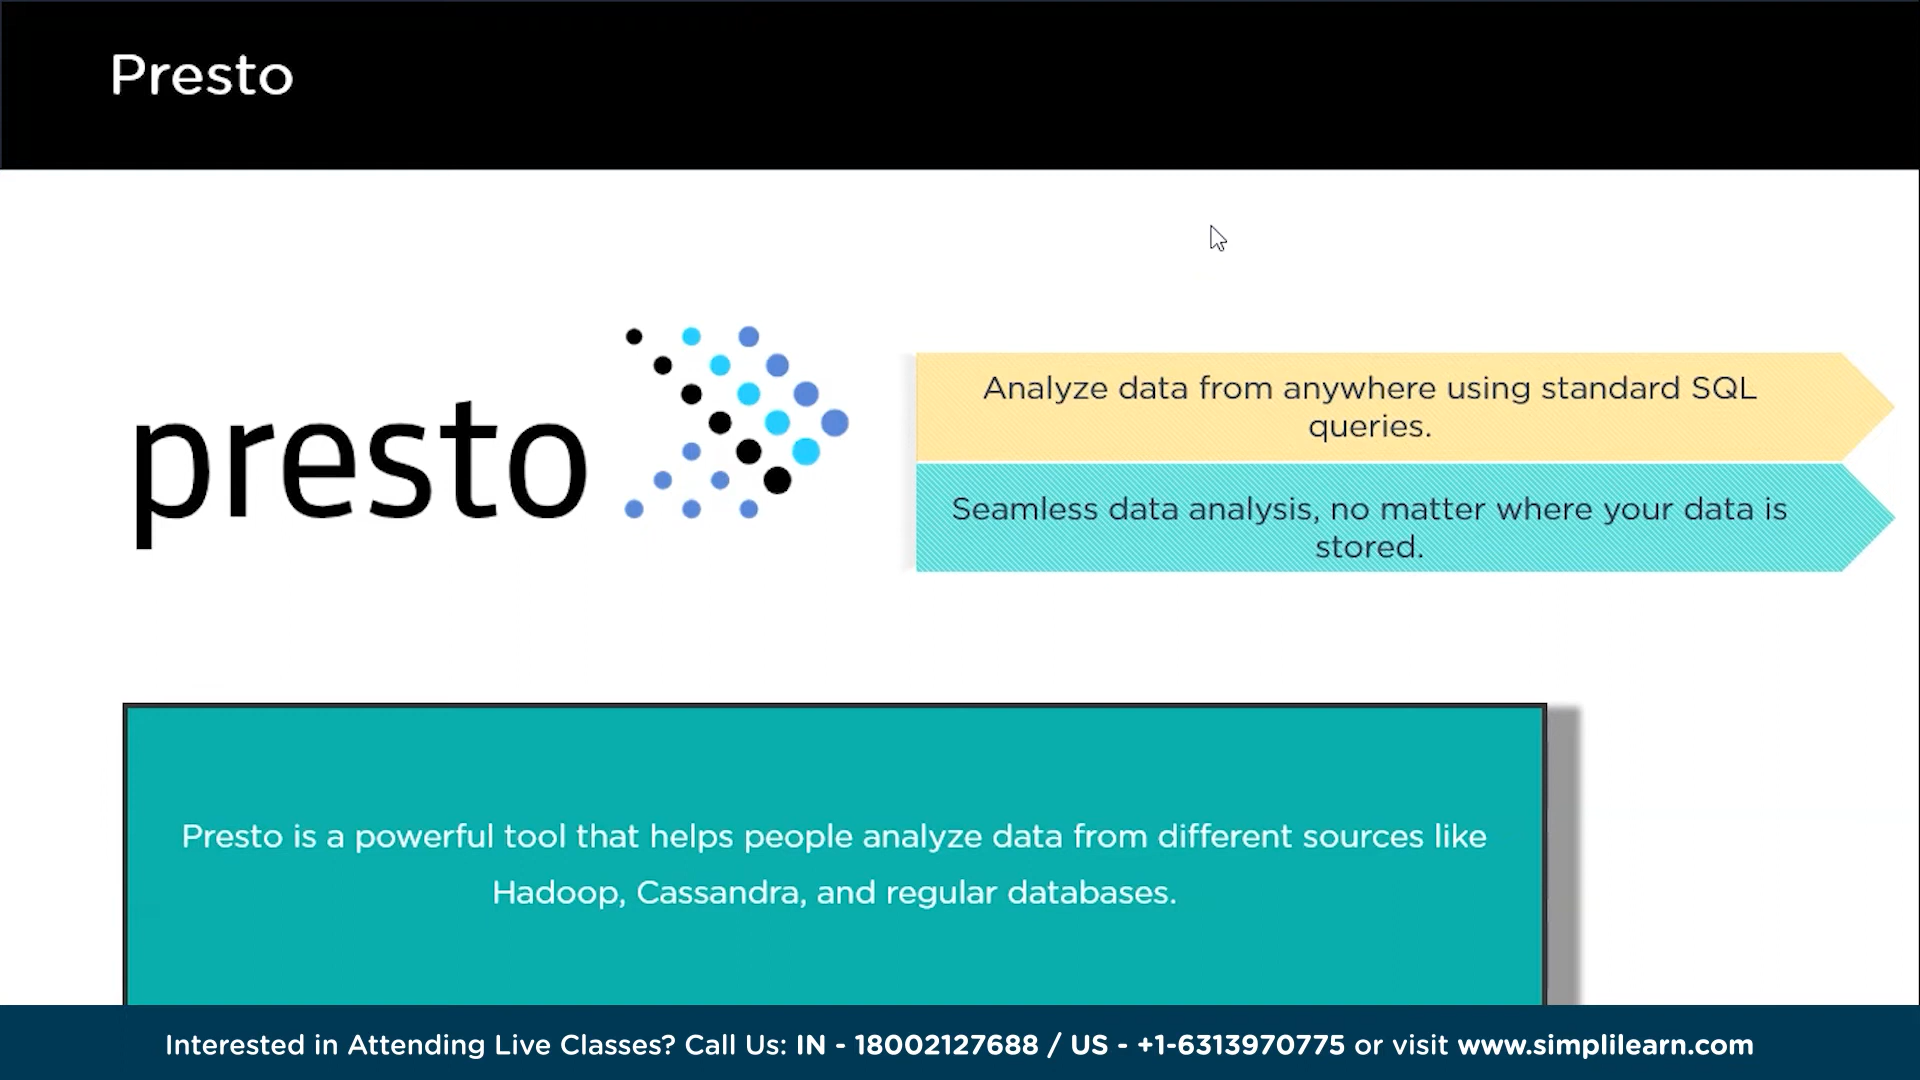 Presto
presto
Analyze data from anywhere using standard SQL
queries.
Seamless data analysis, no matter where your data is
stored.
Presto is a powerful tool that helps people analyze data from different sources like
Hadoop, Cassandra, and regular databases.
Interested in Attending Live Classes? Call Us: IN - 18002127688 / US - +1-6313970775 or visit www.simplilearn.com